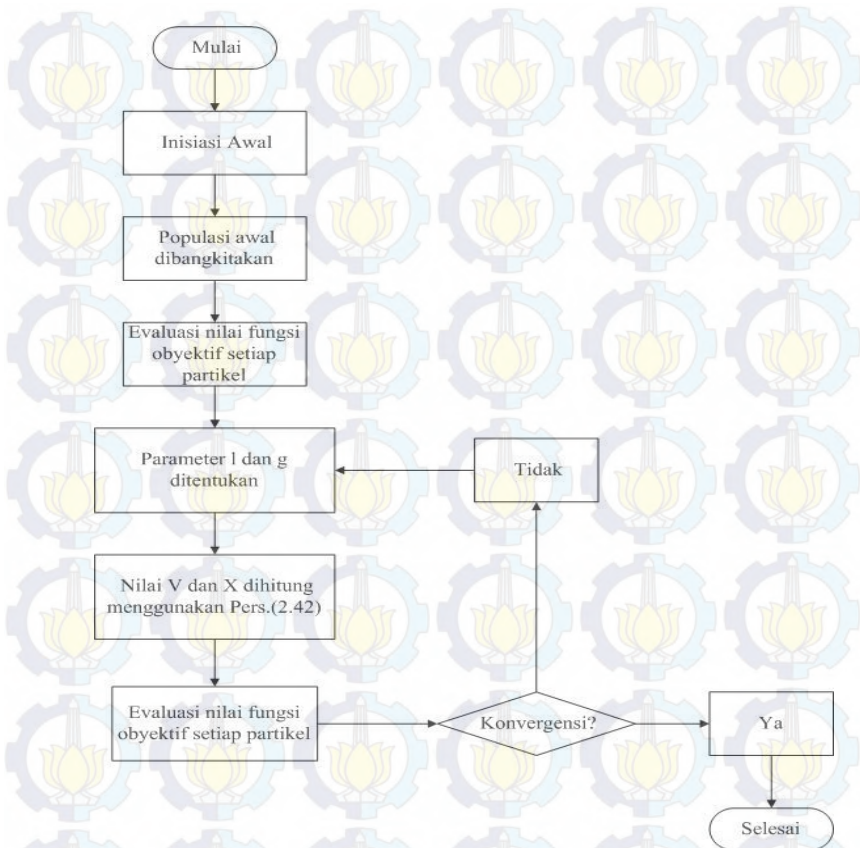 Mulai
Inisiasi Awal
Populasi awal
dibangkitakan
Evaluasi nilai fungsi
obyektif setiap
partikel
Parameter l dan g
ditentukan
Tidak
Nilai V dan X dihitung
menggunakan Pers.(2.42)
Evaluasi nilai fungsi
obyektif setiap partikel
Konvergensi?
Ya
Selesai